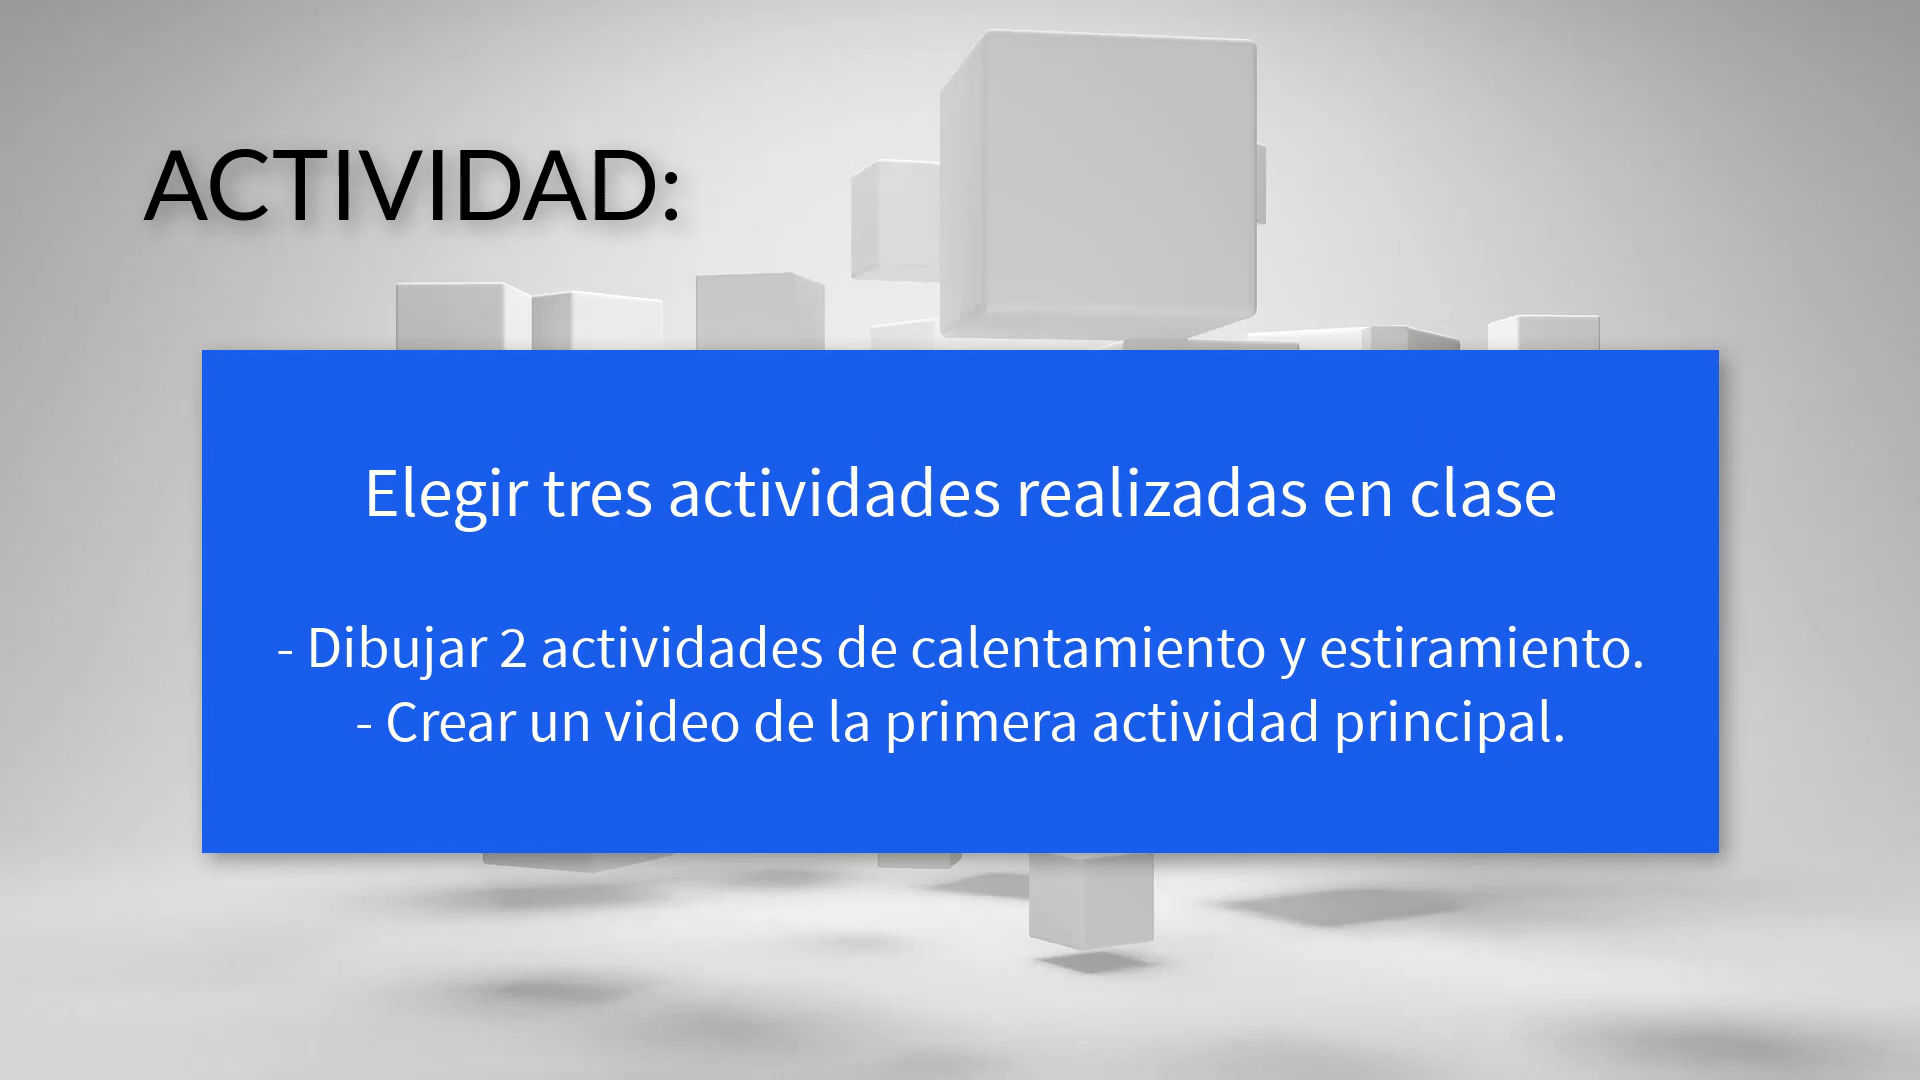 ACTIVIDAD:
Elegir tres actividades realizadas en clase
- Dibujar 2 actividades de calentamiento y estiramiento.
- Crear un video de la primera actividad principal.